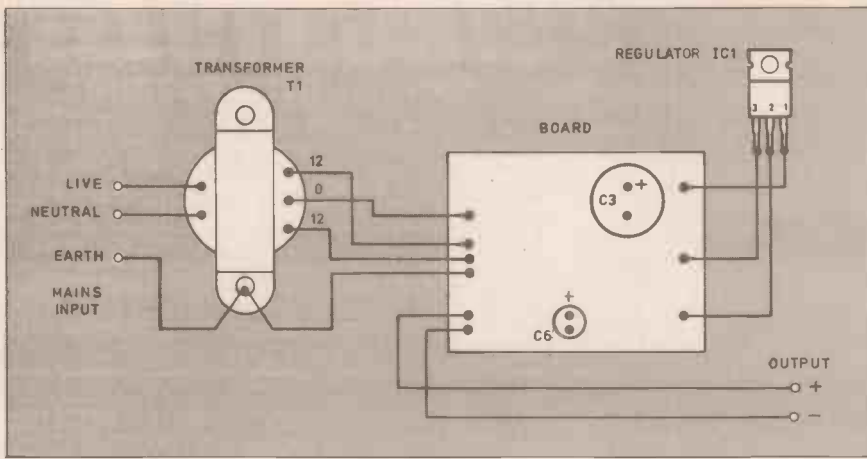 TRANSFORMER
T1
REGULATOR IC1
3 2 1
BOARD
12
0
12
LIVE
NEUTRAL
EARTH
MAINS
INPUT
C3
+
+
C6
OUTPUT
+
−